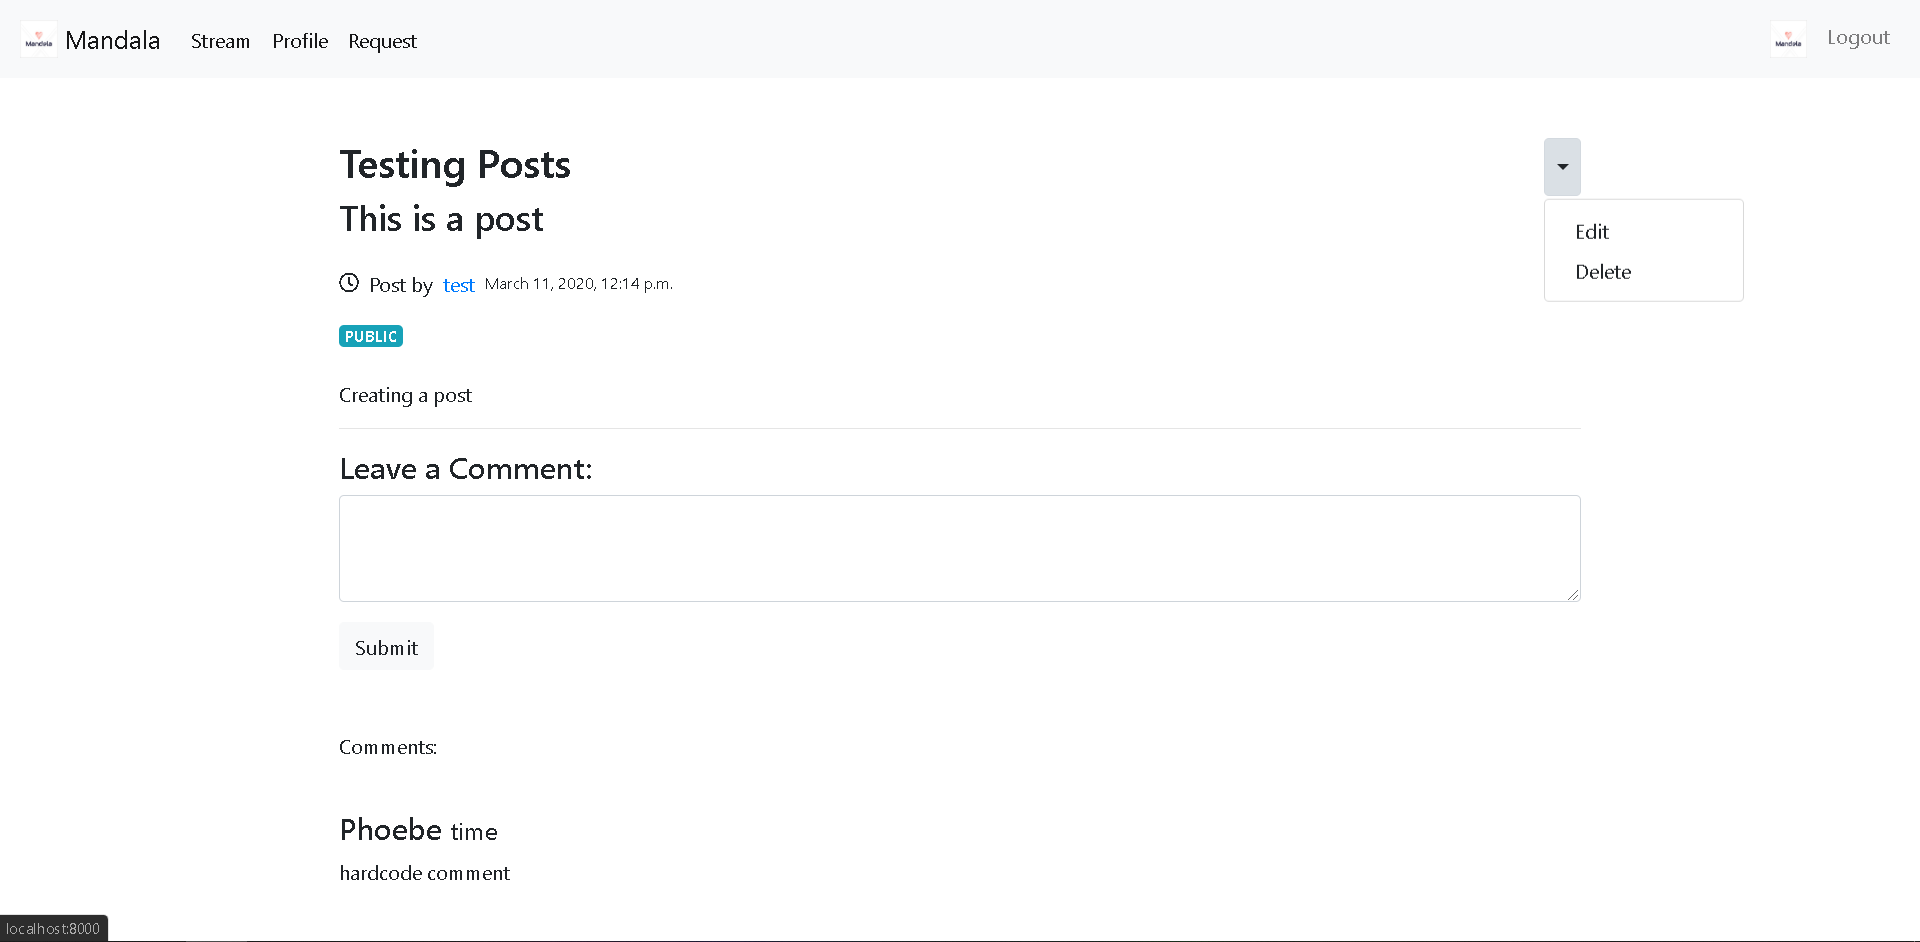 Mandala Mandala Stream Profile Request Mandala Logout
Testing Posts
This is a post
Edit
Delete
Post by test March 11, 2020, 12:14 p.m.
PUBLIC
Creating a post
Leave a Comment:
Submit
Comments:
Phoebe time
hardcode comment
localhost:8000